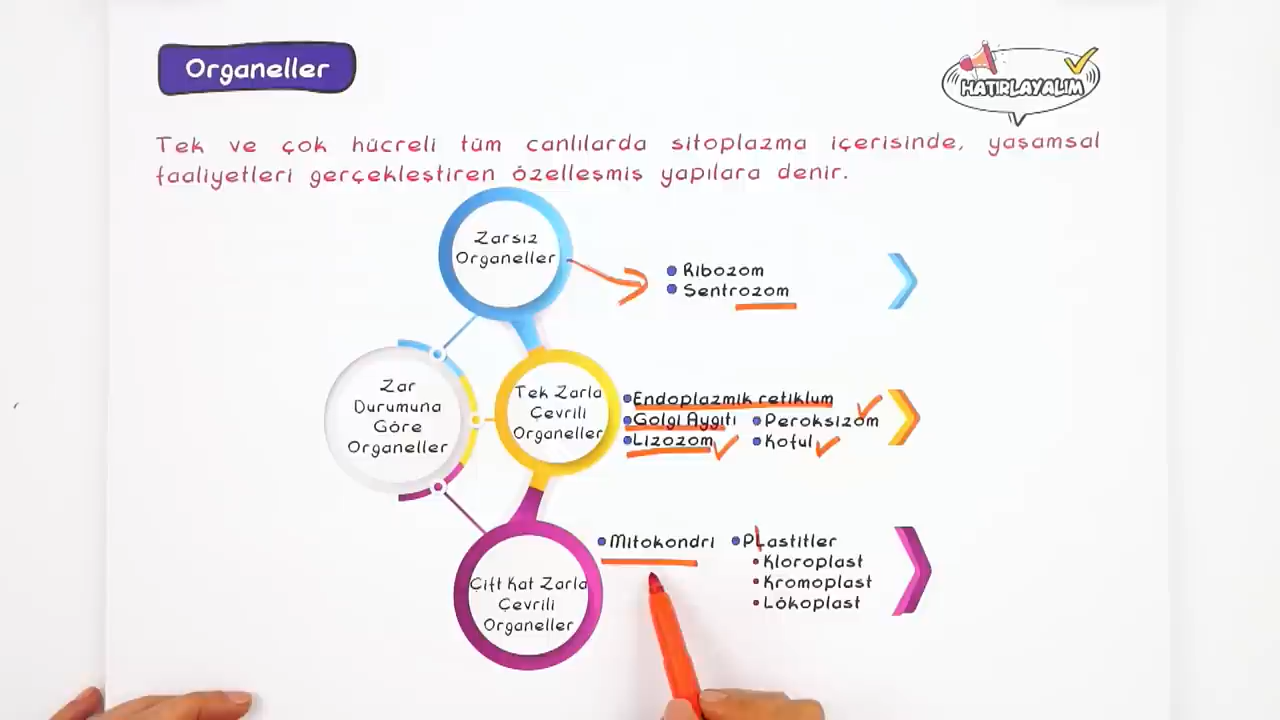 Organeller
HATIRLAYALIM
Tek ve çok hücreli tüm canlılarda sitoplazma içerisinde, yaşamsal
faaliyetleri gerçekleştiren özelleşmiş yapılara denir.
Zarsız
Organeller
Ribozom
Sentrozom
Zar
Durumuna
Göre
Organeller
Tek Zarla
Çevrili
Organeller
Endoplazmik retiklum
Golgi Aygıtı
Peroksizom
Lizozom
Koful
Çift Kat Zarla
Çevrili
Organeller
Mitokondri
Plastitler
Kloroplast
Kromoplast
Lökoplast